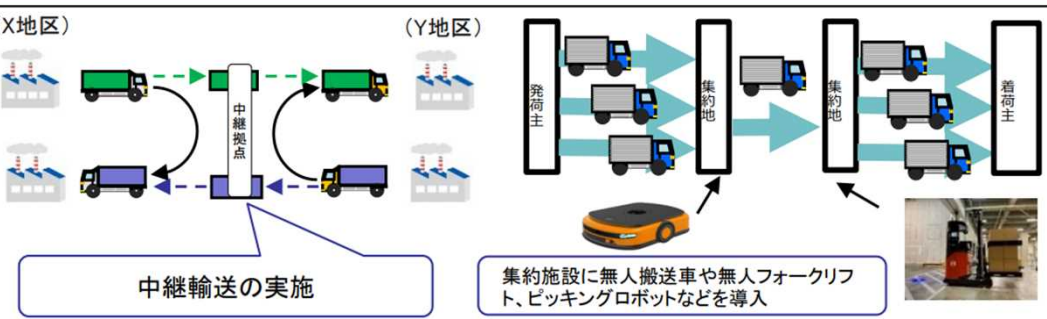 X地区）
（Y地区）
中継拠点
中継輸送の実施
発荷主
集約地
集約地
着荷主
集約施設に無人搬送車や無人フォークリフ
ト、ピッキングロボットなどを導入